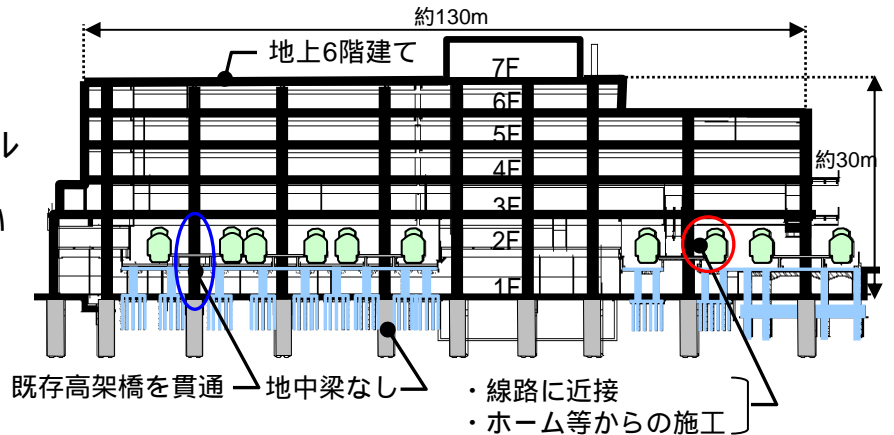 約130m
地上6階建て
7F
6F
5F
4F
3F
2F
1F
約30m
ル
い
既存高架橋を貫通
地中梁なし
・線路に近接
・ホーム等からの施工